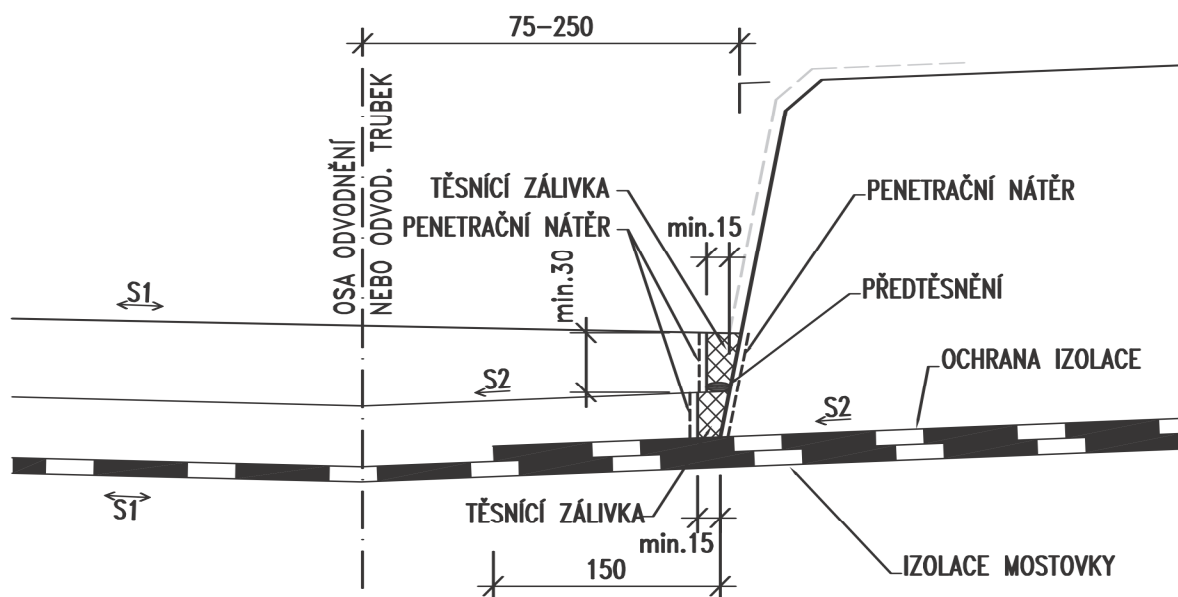 75-250
OSA ODVODNĚNÍ
NEBO ODVOD. TRUBEK
TĚSNÍCÍ ZÁLIVKA
PENETRAČNÍ NÁTĚR
PENETRAČNÍ NÁTĚR
min.15
min.30
PŘEDTĚSNĚNÍ
S1
OCHRANA IZOLACE
S2
S2
S1
TĚSNÍCÍ ZÁLIVKA
min.15
150
IZOLACE MOSTOVKY